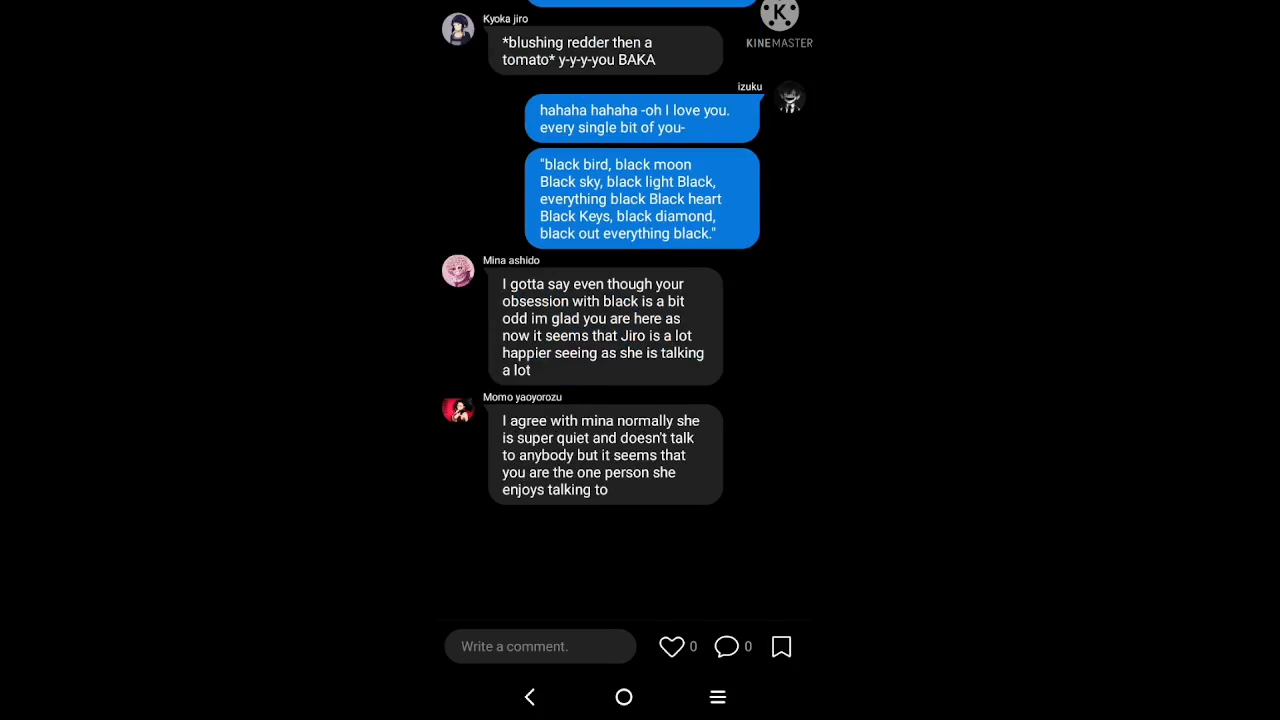 Kyoka jiro
KINEMASTER
*blushing redder then a
tomato* y-y-y-you BAKA
izuku
hahaha hahaha -oh I love you.
every single bit of you-
"black bird, black moon
Black sky, black light Black,
everything black Black heart
Black Keys, black diamond,
black out everything black."
Mina ashido
I gotta say even though your
obsession with black is a bit
odd im glad you are here as
now it seems that Jiro is a lot
happier seeing as she is talking
a lot
Momo yaoyorozu
I agree with mina normally she
is super quiet and doesn't talk
to anybody but it seems that
you are the one person she
enjoys talking to
Write a comment.
0
0